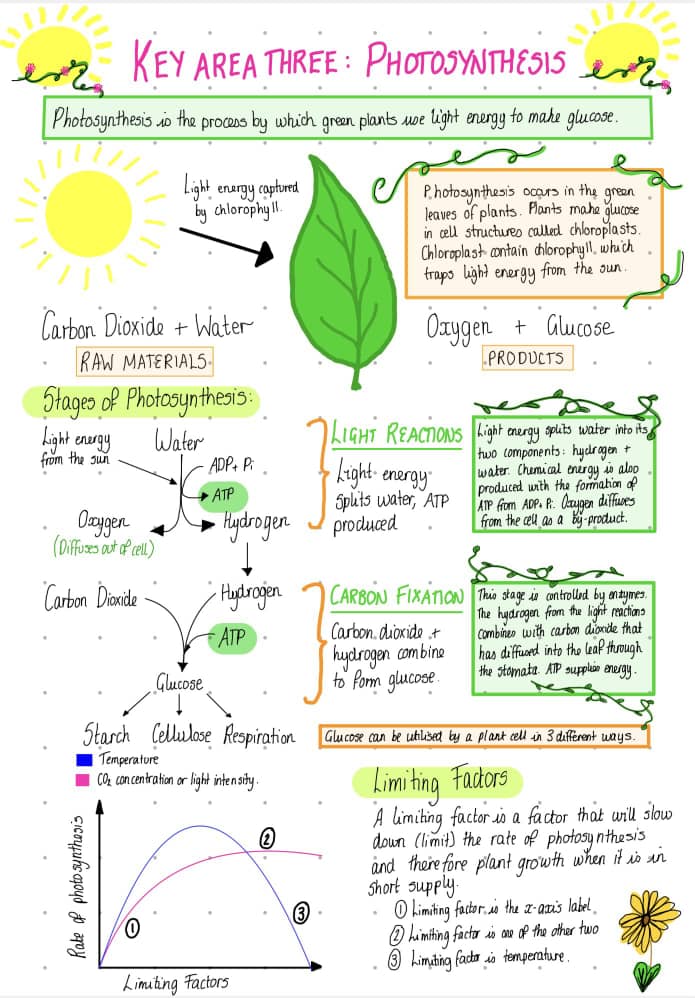 KEY AREA THREE: PHOTOSYNTHESIS
Photosynthesis is the process by which green plants use light energy to make glucose.
Light energy captured
by chlorophyll.
Photosynthesis occurs in the green
leaves of plants. Plants make glucose
in cell structures called chloroplasts.
Chloroplast contain chlorophyll, which
traps light energy from the sun.
Carbon Dioxide + Water
RAW MATERIALS
Oxygen + Glucose
PRODUCTS
Stages of Photosynthesis:
Light energy
from the sun
Water
ADP + Pi
ATP
Oxygen
(Diffuses out of cell)
Hydrogen
LIGHT REACTIONS
Light energy
splits water, ATP
produced
Light energy splits water into its
two components: hydrogen +
water. Chemical energy is also
produced with the formation of
ATP from ADP + Pi. Oxygen diffuses
from the cell as a by-product.
Carbon Dioxide
Hydrogen
ATP
Glucose
Starch Cellulose Respiration
CARBON FIXATION
Carbon dioxide +
hydrogen combine
to form glucose.
This stage is controlled by enzymes.
The hydrogen from the light reactions
combines with carbon dioxide that
has diffused into the leaf through
the stomata. ATP supplies energy.
Glucose can be utilised by a plant cell in 3 different ways.
Temperature
CO2 concentration or light intensity.
Rate of photosynthesis
1
2
3
Limiting Factors
Limiting Factors
A limiting factor is a factor that will slow
down (limit) the rate of photosynthesis
and therefore plant growth when it is in
short supply.
① Limiting factor is the x-axis label.
② Limiting factor is one of the other two
③ Limiting factor is temperature.